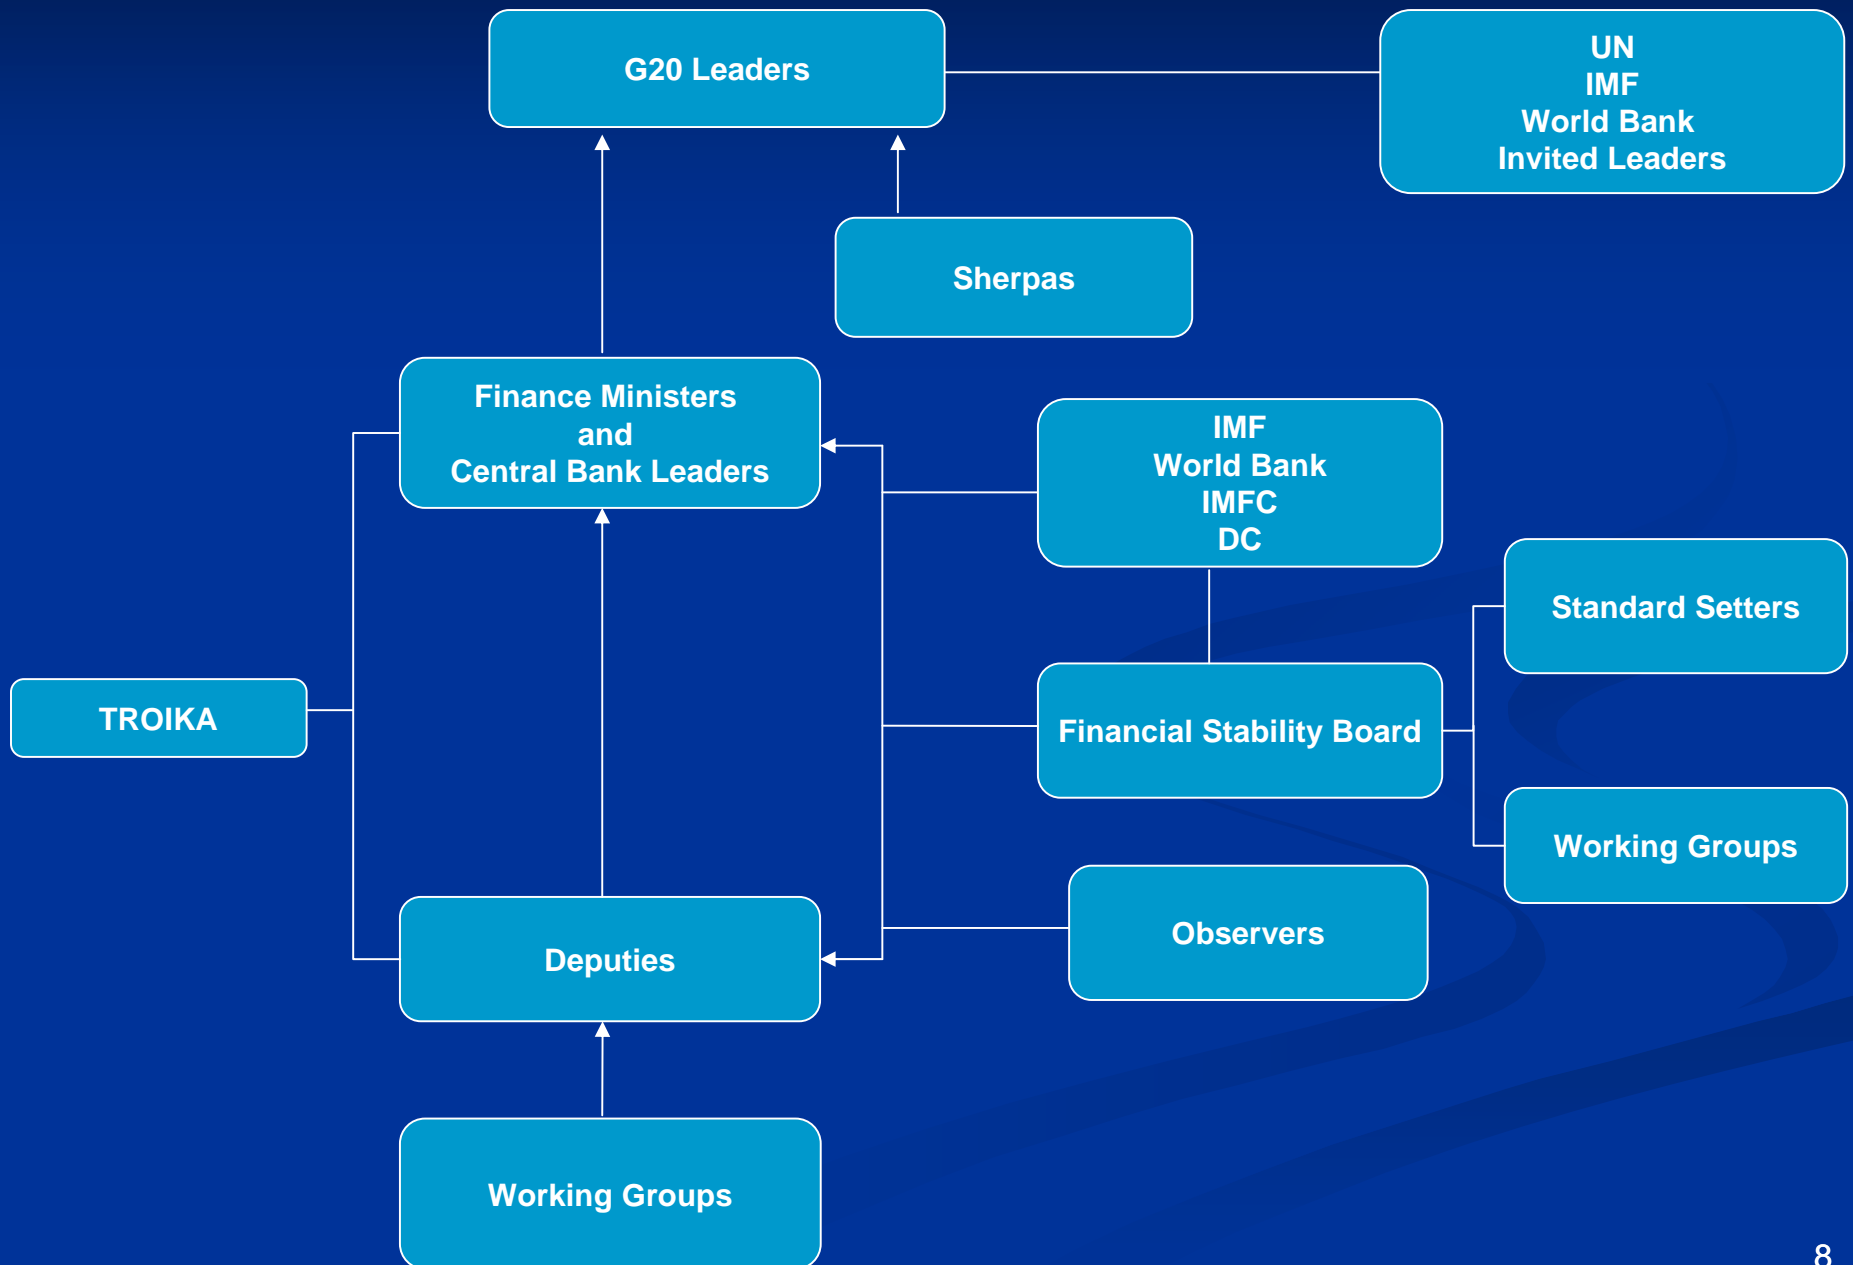 G20 Leaders
UN
IMF
World Bank
Invited Leaders
Sherpas
Finance Ministers
and
Central Bank Leaders
IMF
World Bank
IMFC
DC
Standard Setters
TROIKA
Financial Stability Board
Working Groups
Observers
Deputies
Working Groups
8